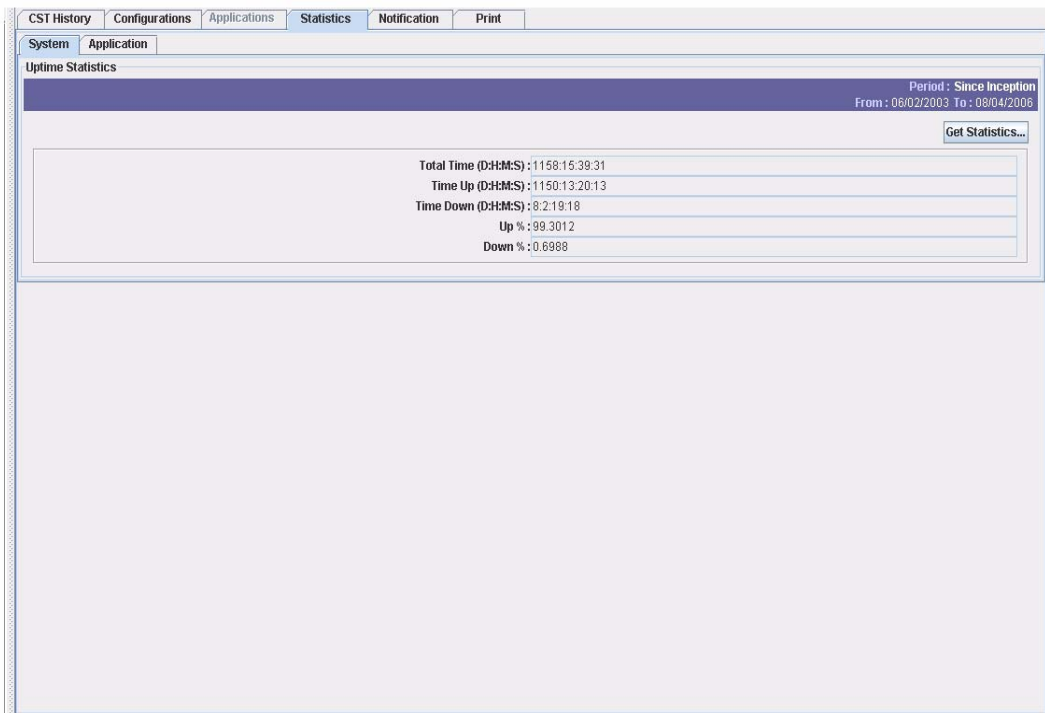 CST History Configurations Applications Statistics Notification Print
System Application
Uptime Statistics
Period : Since Inception
From : 06/02/2003 To : 08/04/2006
Get Statistics...
Total Time (D:H:M:S) : 1158:15:39:31
Time Up (D:H:M:S) : 1150:13:20:13
Time Down (D:H:M:S) : 8:2:19:18
Up % : 99.3012
Down % : 0.6988